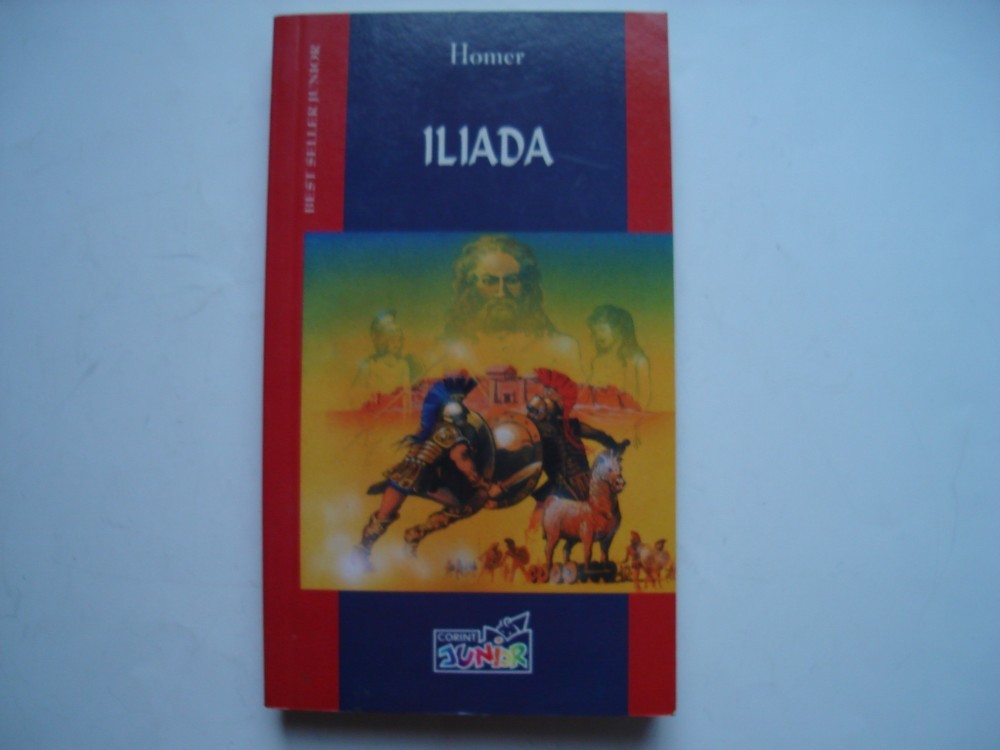 Homer
ILIADA
BEST SELLER JUNIOR
CORINT
JUNIOR